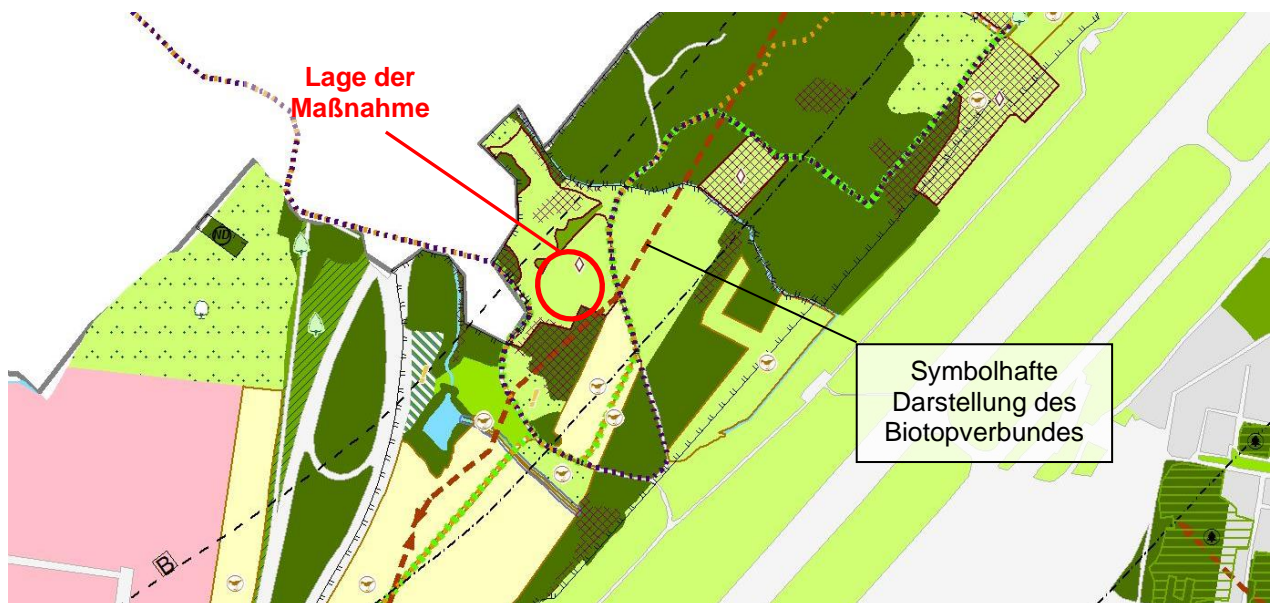 Lage der
Maßnahme
ND
Symbolhafte
Darstellung des
Biotopverbundes
B